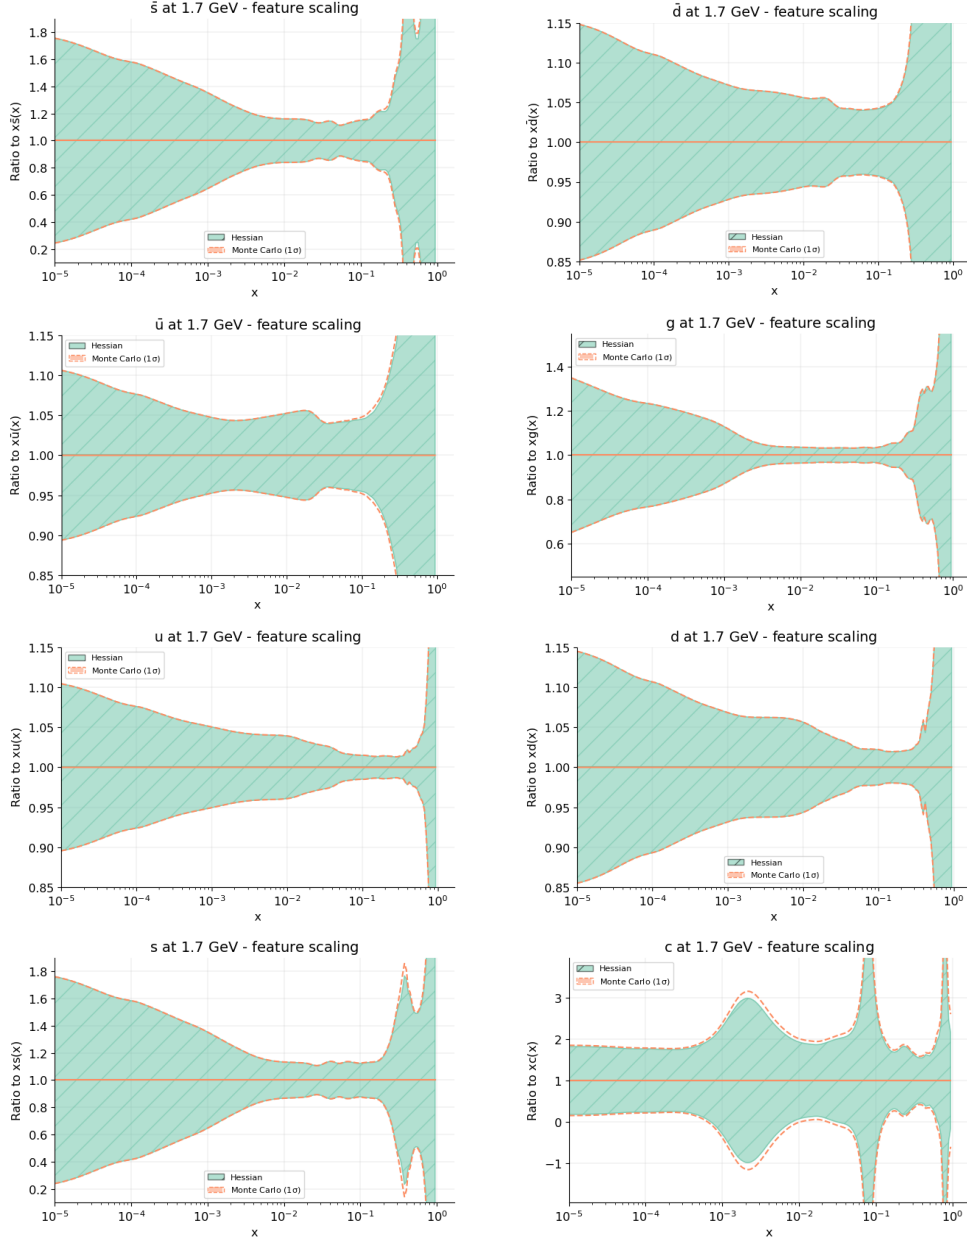 s̄ at 1.7 GeV - feature scaling
Ratio to xs̄(x)
1.8
1.6
1.4
1.2
1.0
0.8
0.6
0.4
0.2
Hessian
Monte Carlo (1σ)
10⁻⁵
10⁻⁴
10⁻³
10⁻²
10⁻¹
10⁰
x
d̄ at 1.7 GeV - feature scaling
Ratio to xd̄(x)
1.15
1.10
1.05
1.00
0.95
0.90
0.85
Hessian
Monte Carlo (1σ)
10⁻⁵
10⁻⁴
10⁻³
10⁻²
10⁻¹
10⁰
x
ū at 1.7 GeV - feature scaling
Ratio to xū(x)
1.15
1.10
1.05
1.00
0.95
0.90
0.85
Hessian
Monte Carlo (1σ)
10⁻⁵
10⁻⁴
10⁻³
10⁻²
10⁻¹
10⁰
x
g at 1.7 GeV - feature scaling
Ratio to xg(x)
1.4
1.2
1.0
0.8
0.6
Hessian
Monte Carlo (1σ)
10⁻⁵
10⁻⁴
10⁻³
10⁻²
10⁻¹
10⁰
x
u at 1.7 GeV - feature scaling
Ratio to xu(x)
1.15
1.10
1.05
1.00
0.95
0.90
0.85
Hessian
Monte Carlo (1σ)
10⁻⁵
10⁻⁴
10⁻³
10⁻²
10⁻¹
10⁰
x
d at 1.7 GeV - feature scaling
Ratio to xd(x)
1.15
1.10
1.05
1.00
0.95
0.90
0.85
Hessian
Monte Carlo (1σ)
10⁻⁵
10⁻⁴
10⁻³
10⁻²
10⁻¹
10⁰
x
s at 1.7 GeV - feature scaling
Ratio to xs(x)
1.8
1.6
1.4
1.2
1.0
0.8
0.6
0.4
0.2
Hessian
Monte Carlo (1σ)
10⁻⁵
10⁻⁴
10⁻³
10⁻²
10⁻¹
10⁰
x
c at 1.7 GeV - feature scaling
Ratio to xc(x)
3
2
1
0
−1
Hessian
Monte Carlo (1σ)
10⁻⁵
10⁻⁴
10⁻³
10⁻²
10⁻¹
10⁰
x